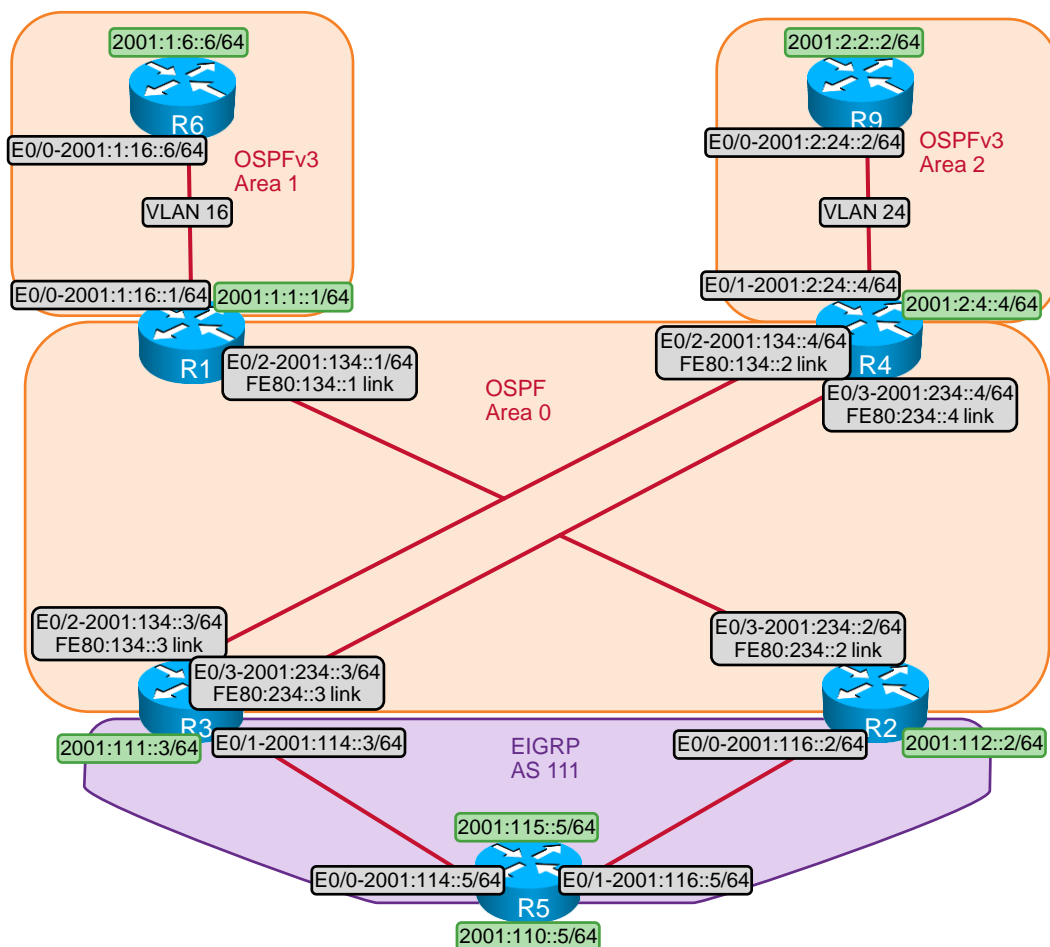 2001:1:6::6/64
R6
E0/0-2001:1:16::6/64
OSPFv3
Area 1
VLAN 16
E0/0-2001:1:16::1/64
2001:1:1::1/64
R1
E0/2-2001:134::1/64
FE80:134::1 link
2001:2:2::2/64
R9
E0/0-2001:2:24::2/64
OSPFv3
Area 2
VLAN 24
E0/1-2001:2:24::4/64
2001:2:4::4/64
R4
E0/2-2001:134::4/64
FE80:134::2 link
E0/3-2001:234::4/64
FE80:234::4 link
OSPF
Area 0
E0/2-2001:134::3/64
FE80:134::3 link
E0/3-2001:234::3/64
FE80:234::3 link
R3
2001:111::3/64
E0/1-2001:114::3/64
E0/3-2001:234::2/64
FE80:234::2 link
R2
E0/0-2001:116::2/64
2001:112::2/64
EIGRP
AS 111
2001:115::5/64
E0/0-2001:114::5/64
E0/1-2001:116::5/64
R5
2001:110::5/64